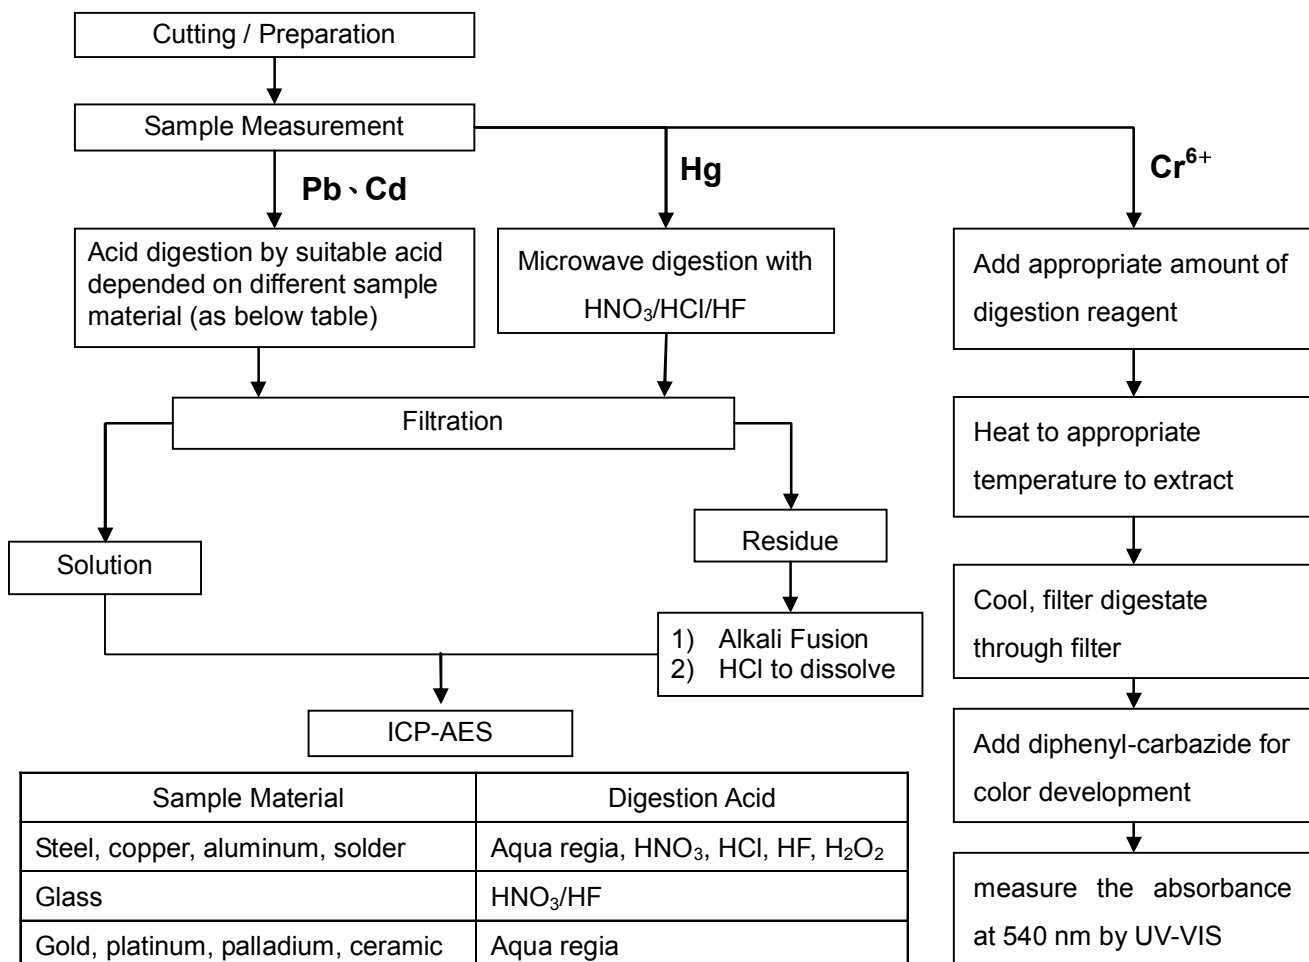 Cutting / Preparation
Sample Measurement
Pb、Cd
Hg
Cr⁶⁺
Acid digestion by suitable acid
depended on different sample
material (as below table)
Microwave digestion with
HNO₃/HCl/HF
Add appropriate amount of
digestion reagent
Filtration
Heat to appropriate
temperature to extract
Solution
Residue
1) Alkali Fusion
2) HCl to dissolve
Cool, filter digestate
through filter
ICP-AES
Add diphenyl-carbazide for
color development
measure the absorbance
at 540 nm by UV-VIS
Sample Material Digestion Acid
Steel, copper, aluminum, solder Aqua regia, HNO₃, HCl, HF, H₂O₂
Glass HNO₃/HF
Gold, platinum, palladium, ceramic Aqua regia